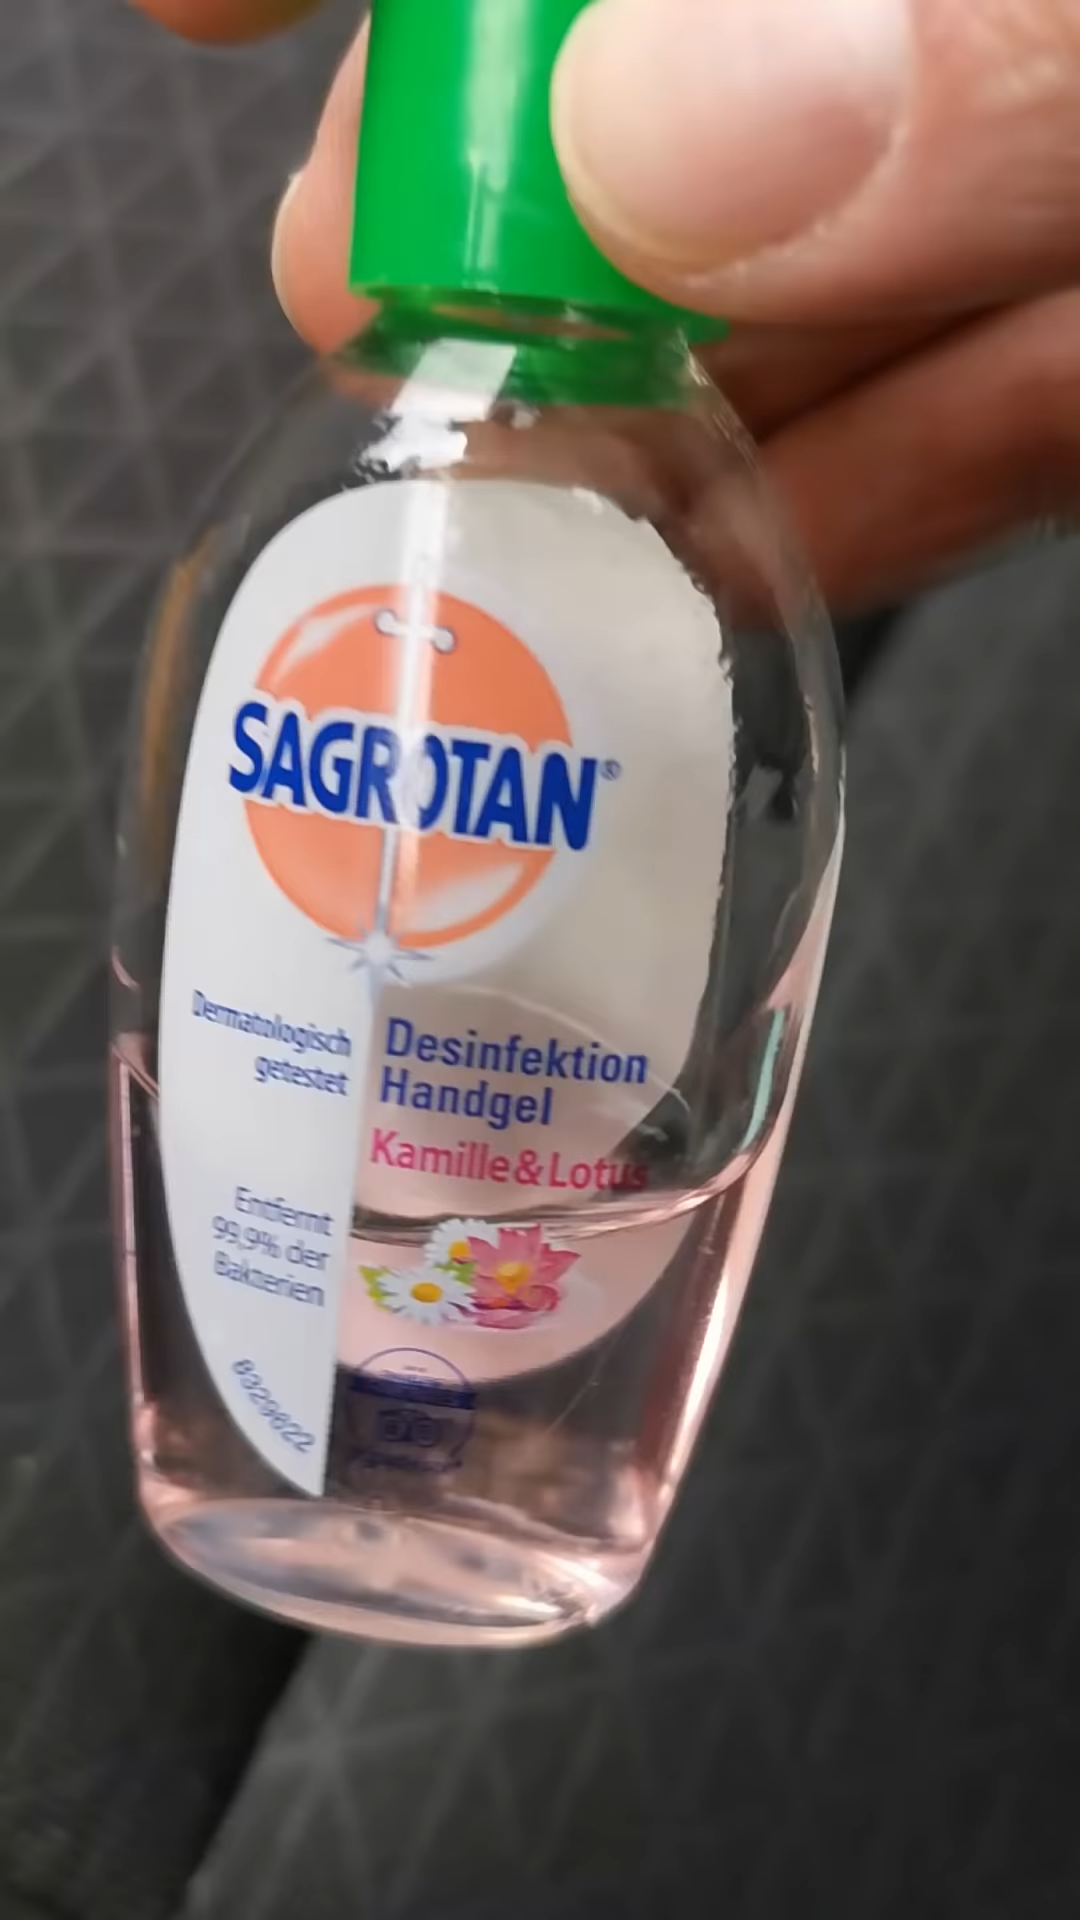 SAGROTAN®
Dermatologisch
getestet
Desinfektion
Handgel
Kamille & Lotus
Entfernt
99,9% der
Bakterien
8329822